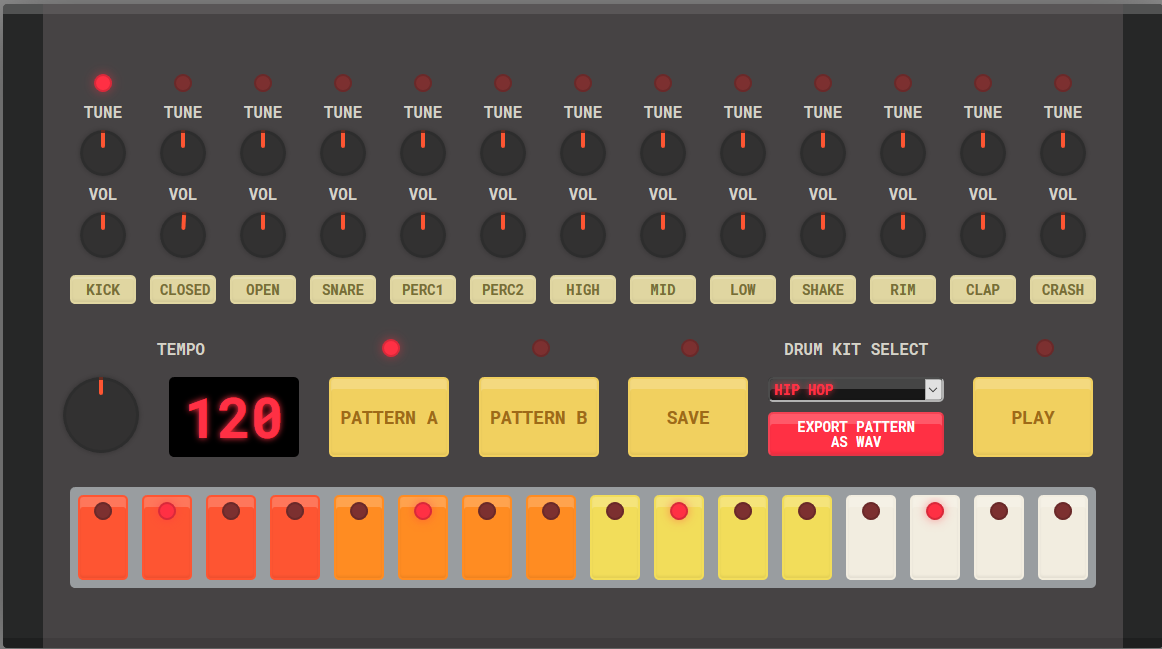 TUNE TUNE TUNE TUNE TUNE TUNE TUNE TUNE TUNE TUNE TUNE TUNE TUNE
VOL VOL VOL VOL VOL VOL VOL VOL VOL VOL VOL VOL VOL
KICK CLOSED OPEN SNARE PERC1 PERC2 HIGH MID LOW SHAKE RIM CLAP CRASH
TEMPO
DRUM KIT SELECT
120
PATTERN A
PATTERN B
SAVE
HIP HOP
EXPORT PATTERN
AS WAV
PLAY